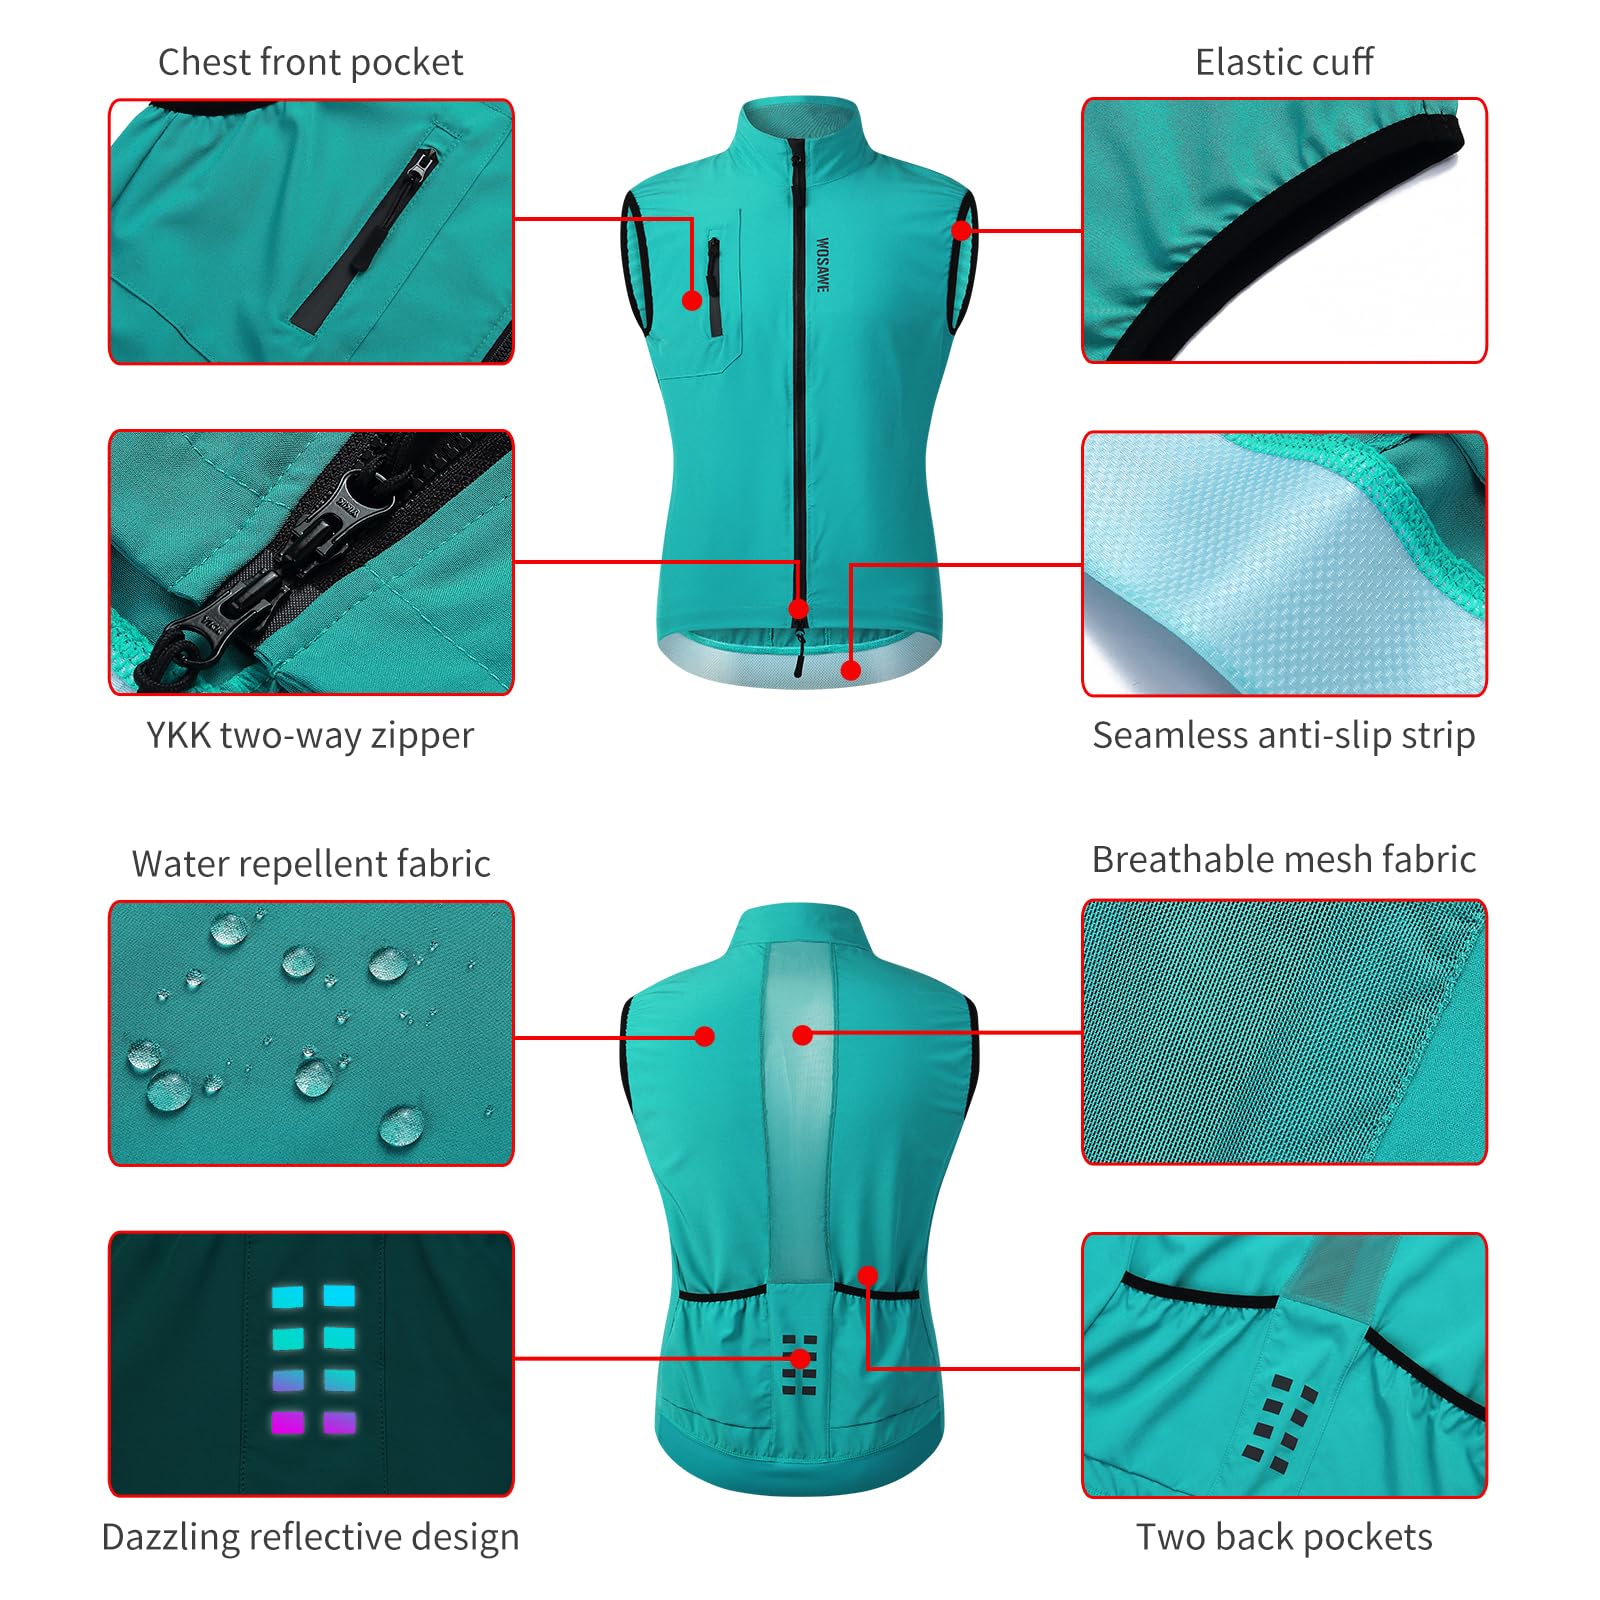 Chest front pocket
Elastic cuff
WOSAWE
YKK two-way zipper
Seamless anti-slip strip
Water repellent fabric
Breathable mesh fabric
Dazzling reflective design
Two back pockets